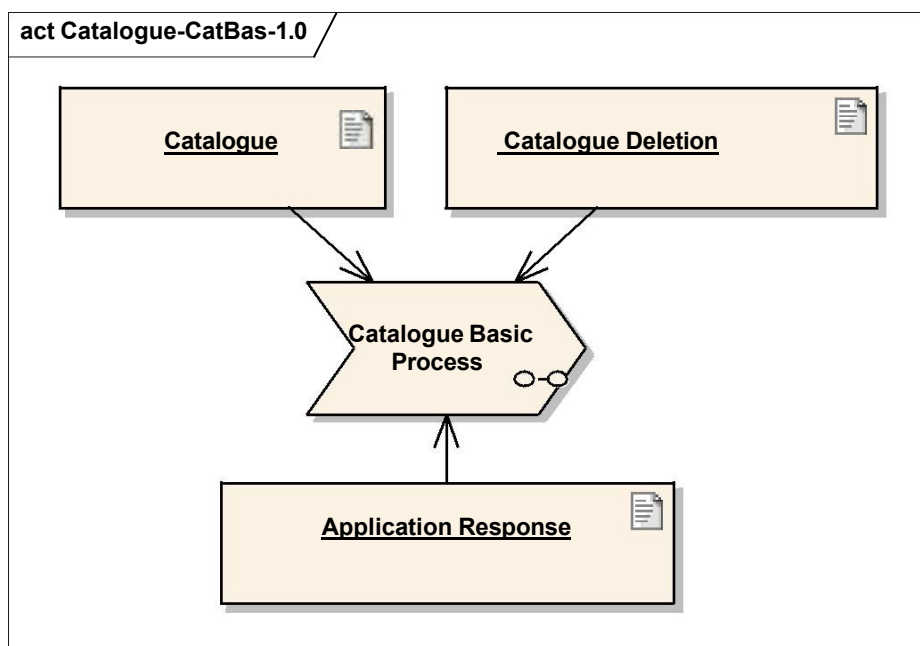 act Catalogue-CatBas-1.0
Catalogue
Catalogue Deletion
Catalogue Basic
Process
Application Response